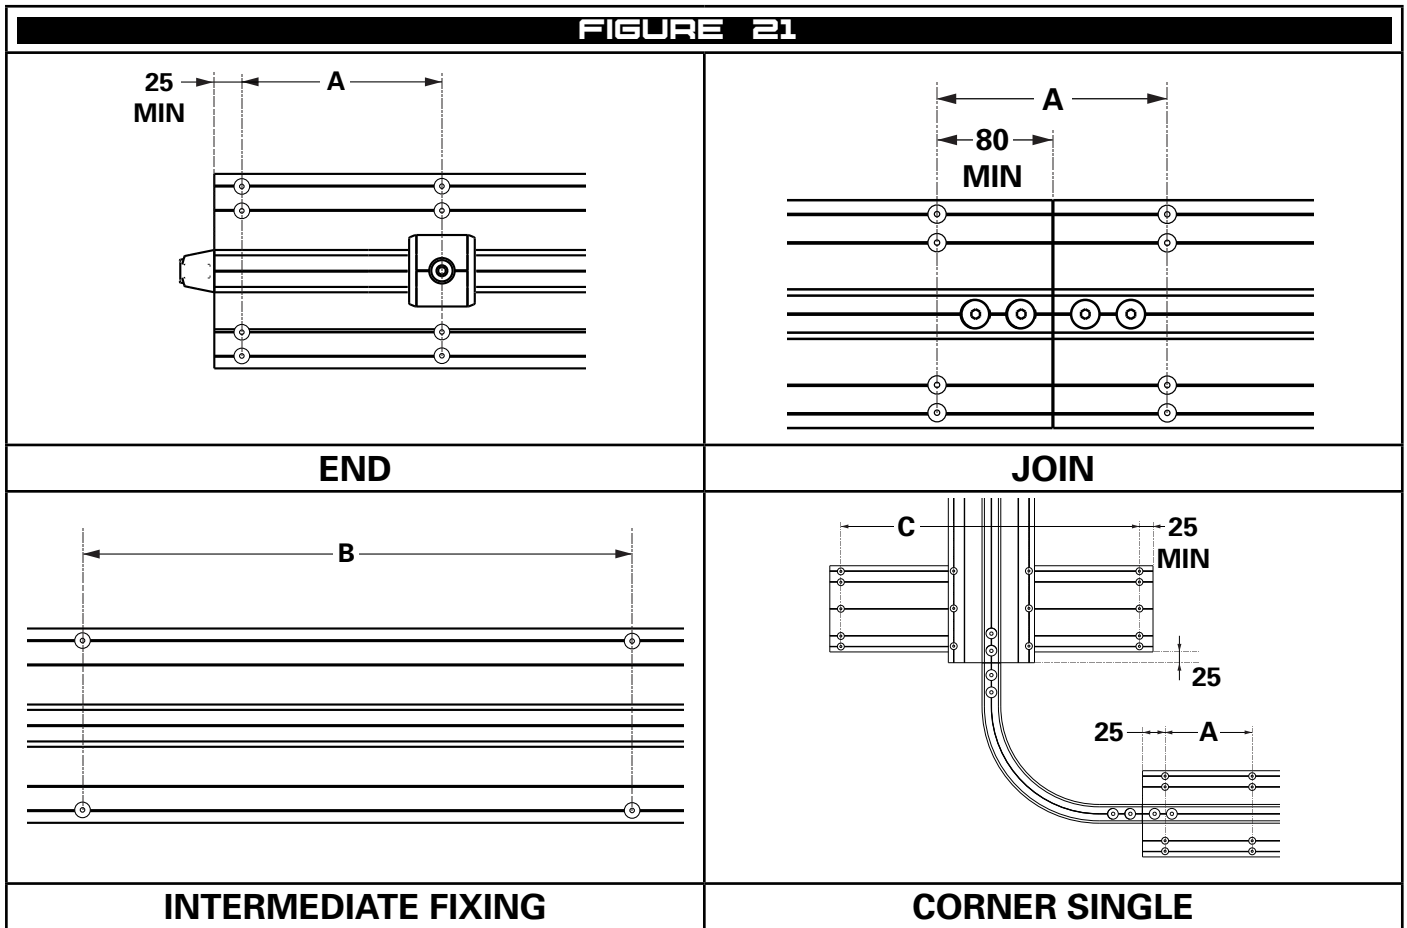 FIGURE 21
25
MIN
A
A
80
MIN
END
JOIN
B
C
25
MIN
25
25
A
INTERMEDIATE FIXING
CORNER SINGLE